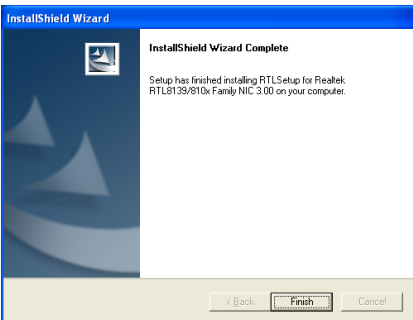 InstallShield Wizard
InstallShield Wizard Complete
Setup has finished installing RTLSetup for Realtek
RTL8139/810x Family NIC 3.00 on your computer.
< Back
Finish
Cancel